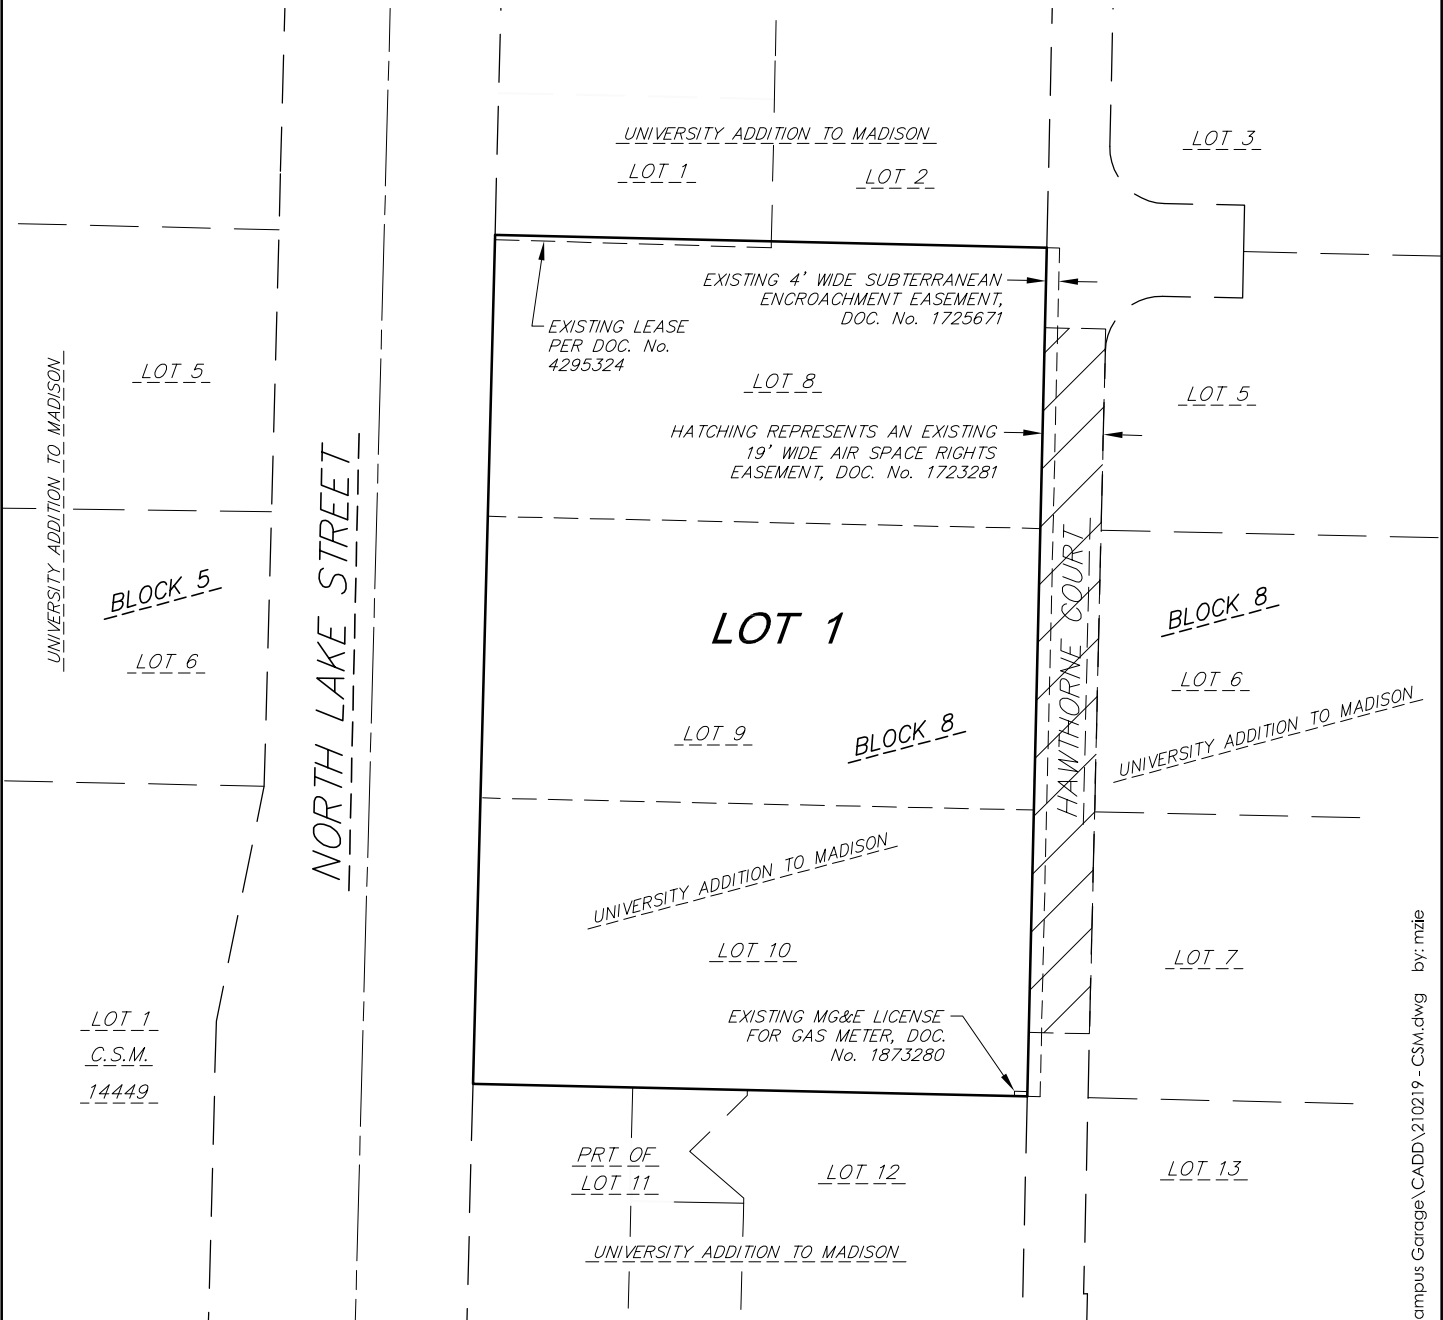 UNIVERSITY ADDITION TO MADISON
LOT 1
LOT 2
LOT 3
EXISTING 4' WIDE SUBTERRANEAN
ENCROACHMENT EASEMENT,
DOC. No. 1725671
EXISTING LEASE
PER DOC. No.
4295324
LOT 5
LOT 8
LOT 5
UNIVERSITY ADDITION TO MADISON
HATCHING REPRESENTS AN EXISTING
19' WIDE AIR SPACE RIGHTS
EASEMENT, DOC. No. 1723281
NORTH LAKE STREET
HAWTHORNE COURT
BLOCK 5
LOT 1
BLOCK 8
LOT 6
LOT 6
LOT 9
BLOCK 8
UNIVERSITY ADDITION TO MADISON
UNIVERSITY ADDITION TO MADISON
LOT 10
LOT 7
LOT 1
C.S.M.
14449
EXISTING MG&E LICENSE
FOR GAS METER, DOC.
No. 1873280
PRT OF
LOT 11
LOT 12
LOT 13
UNIVERSITY ADDITION TO MADISON
ampus Garage\CADD\210219 - CSM.dwg by: mzie